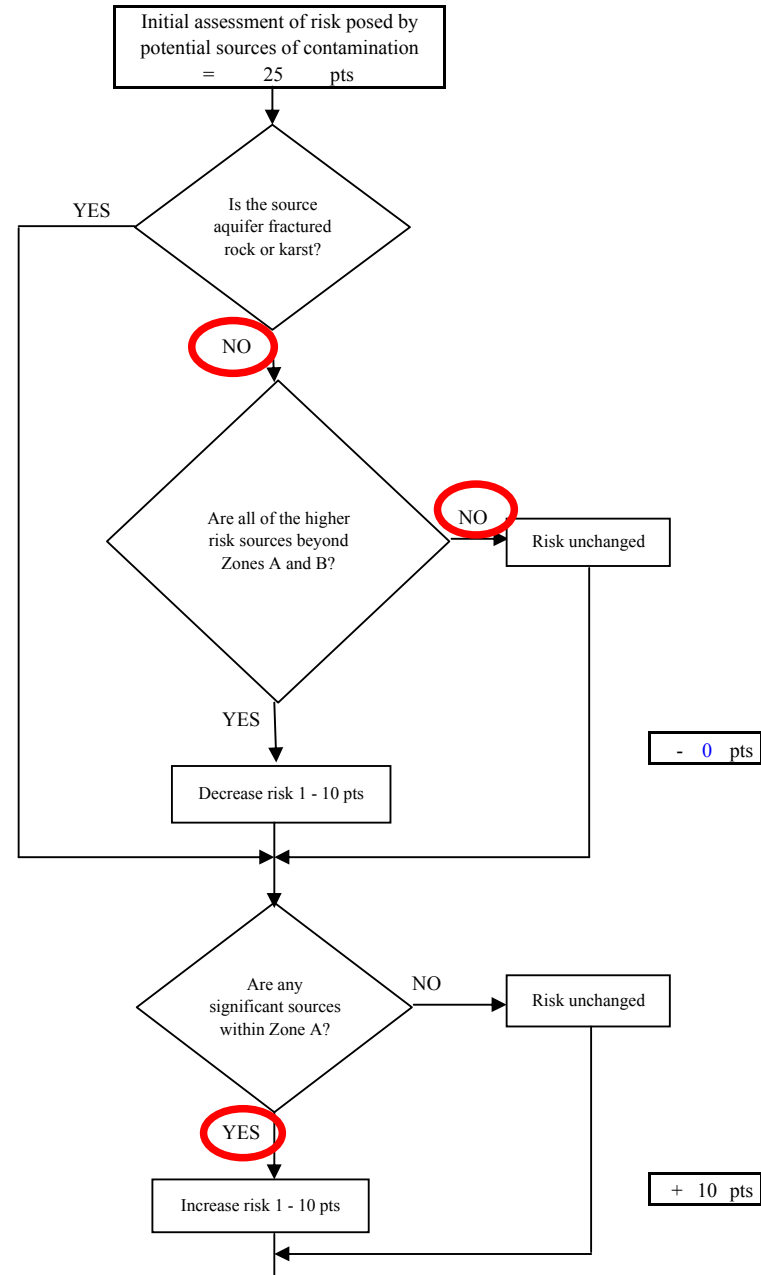 Initial assessment of risk posed by
potential sources of contamination
= 25 pts
YES
Is the source
aquifer fractured
rock or karst?
NO
Are all of the higher
risk sources beyond
Zones A and B?
NO
Risk unchanged
YES
- 0 pts
Decrease risk 1 - 10 pts
Are any
significant sources
within Zone A?
NO
Risk unchanged
YES
+ 10 pts
Increase risk 1 - 10 pts